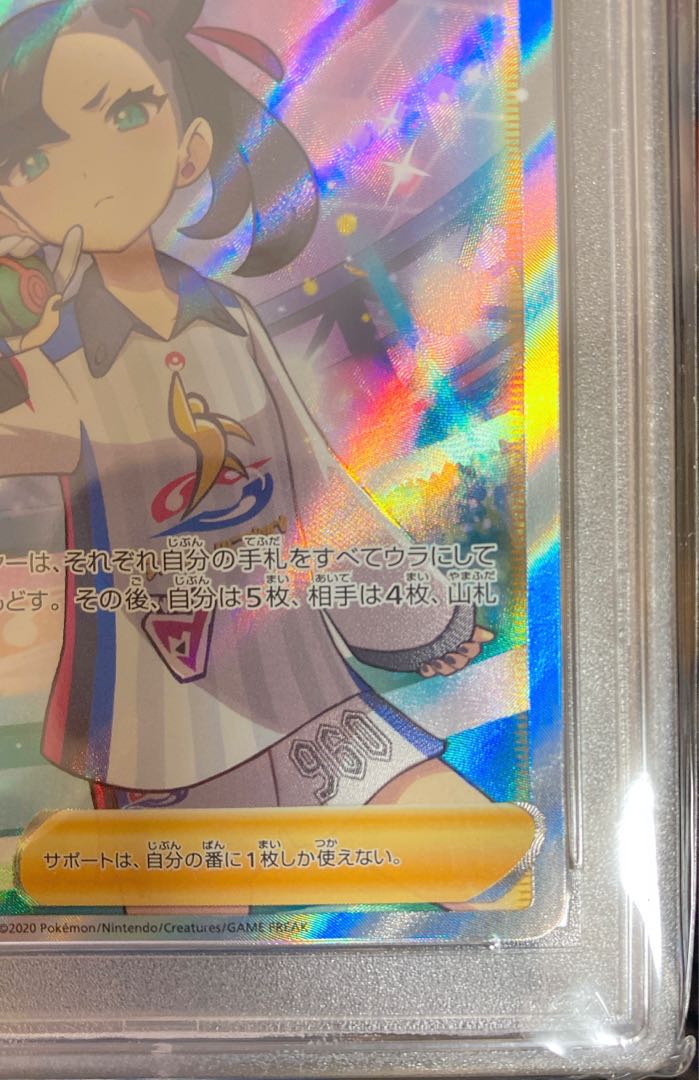 ーは、それぞれ自分の手札をすべてウラにして
どす。その後、自分は5枚、相手は4枚、山札
960
サポートは、自分の番に1枚しか使えない。
©2020 Pokémon/Nintendo/Creatures/GAME FREAK